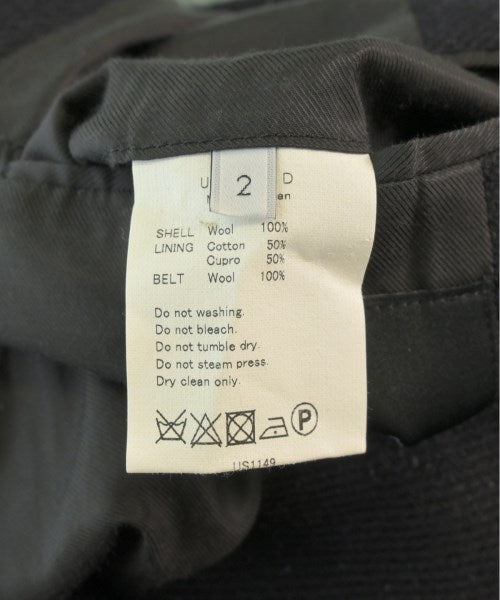 2
SHELL Wool 100%
LINING Cotton 50%
Cupro 50%
BELT Wool 100%
Do not washing.
Do not bleach.
Do not tumble dry.
Do not steam press.
Dry clean only.
P
US1149